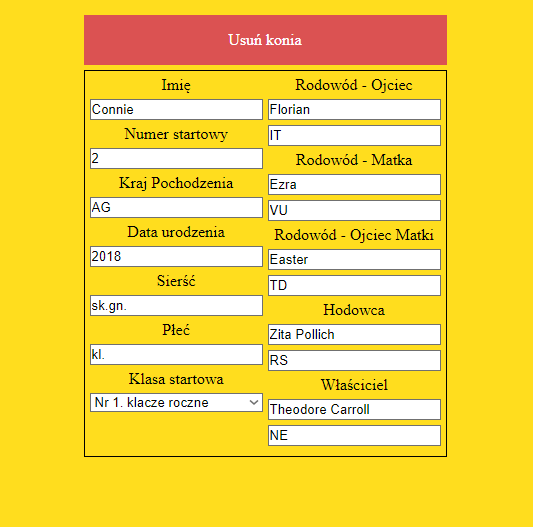 Usuń konia
Imię
Connie
Numer startowy
2
Kraj Pochodzenia
AG
Data urodzenia
2018
Sierść
sk.gn.
Płeć
kl.
Klasa startowa
Nr 1. klacze roczne
Rodowód - Ojciec
Florian
IT
Rodowód - Matka
Ezra
VU
Rodowód - Ojciec Matki
Easter
TD
Hodowca
Zita Pollich
RS
Właściciel
Theodore Carroll
NE